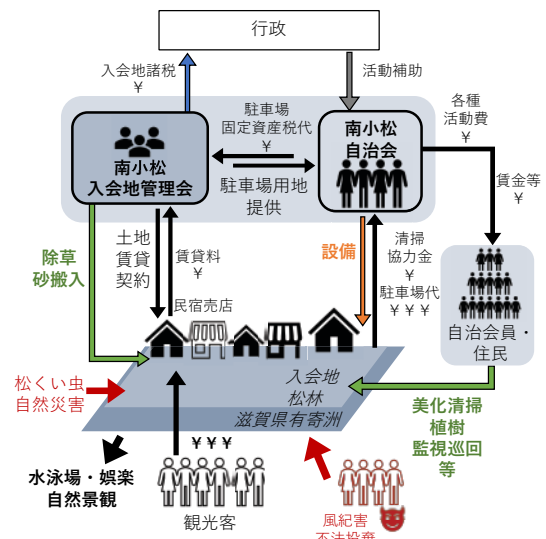 行政
入会地諸税
¥
活動補助
駐車場
固定資産税代
¥
各種
活動費
¥
南小松
入会地管理会
南小松
自治会
駐車場用地
提供
賃金等
¥
除草
砂搬入
土地
賃貸
契約
賃貸料
¥
設備
清掃
協力金
¥
駐車場代
¥¥¥
民宿売店
自治会員・
住民
松くい虫
自然災害
入会地
松林
滋賀県有寄洲
美化清掃
植樹
監視巡回
等
¥¥¥
水泳場・娯楽
自然景観
観光客
風紀害
不法投棄